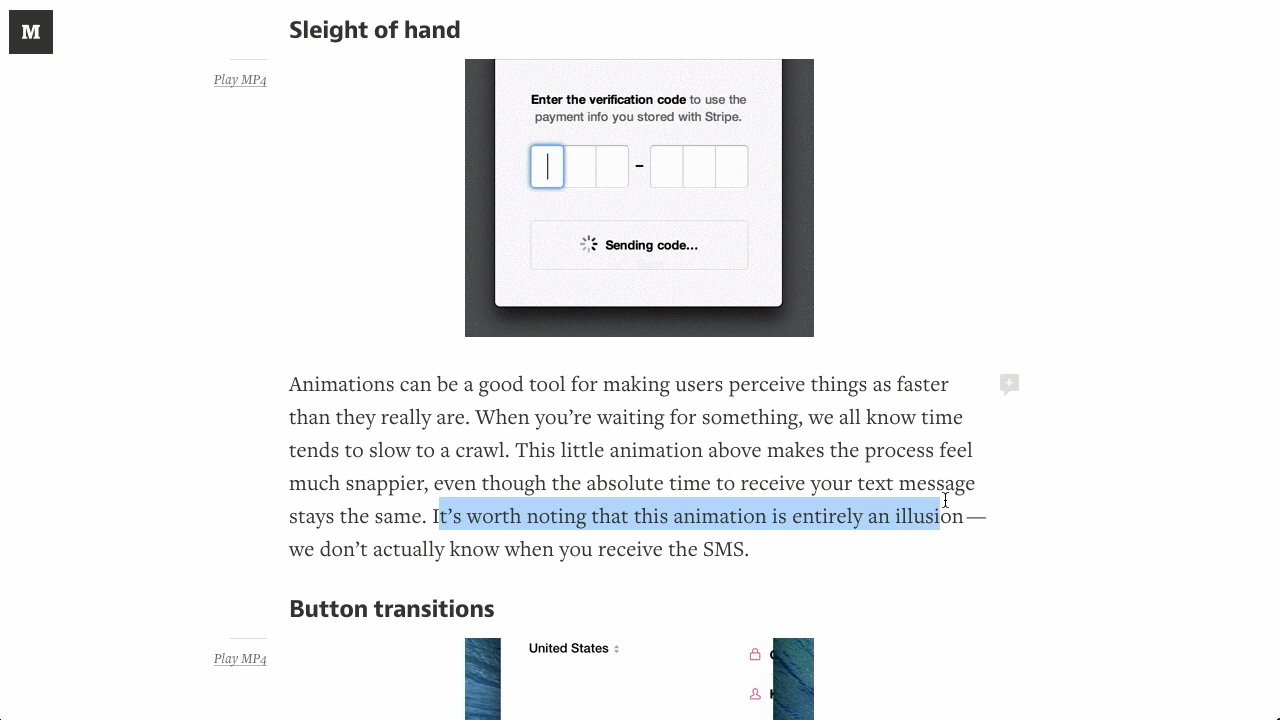 M
Sleight of hand
Play MP4
Enter the verification code to use the
payment info you stored with Stripe.
–
Sending code...
Animations can be a good tool for making users perceive things as faster
than they really are. When you’re waiting for something, we all know time
tends to slow to a crawl. This little animation above makes the process feel
much snappier, even though the absolute time to receive your text message
stays the same. It’s worth noting that this animation is entirely an illusion —
we don’t actually know when you receive the SMS.
Button transitions
Play MP4
United States